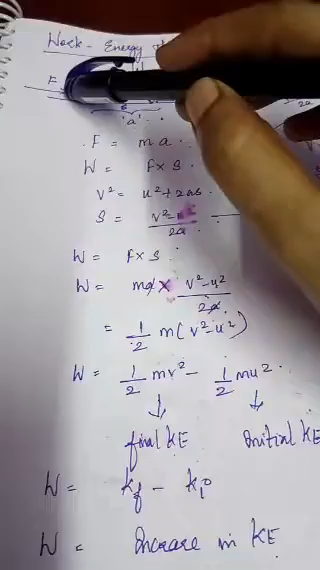 Work - Energy
F
'a'
F = ma
W = F x S
V² = u² + 2as
S = v² - u² / 2a
W = F x S
W = ma x v² - u² / 2a
= 1/2 m (v² - u²)
W = 1/2 mv² - 1/2 mu²
↓ ↓
final KE Initial KE
W = Kf - Ki
W = Increase in KE